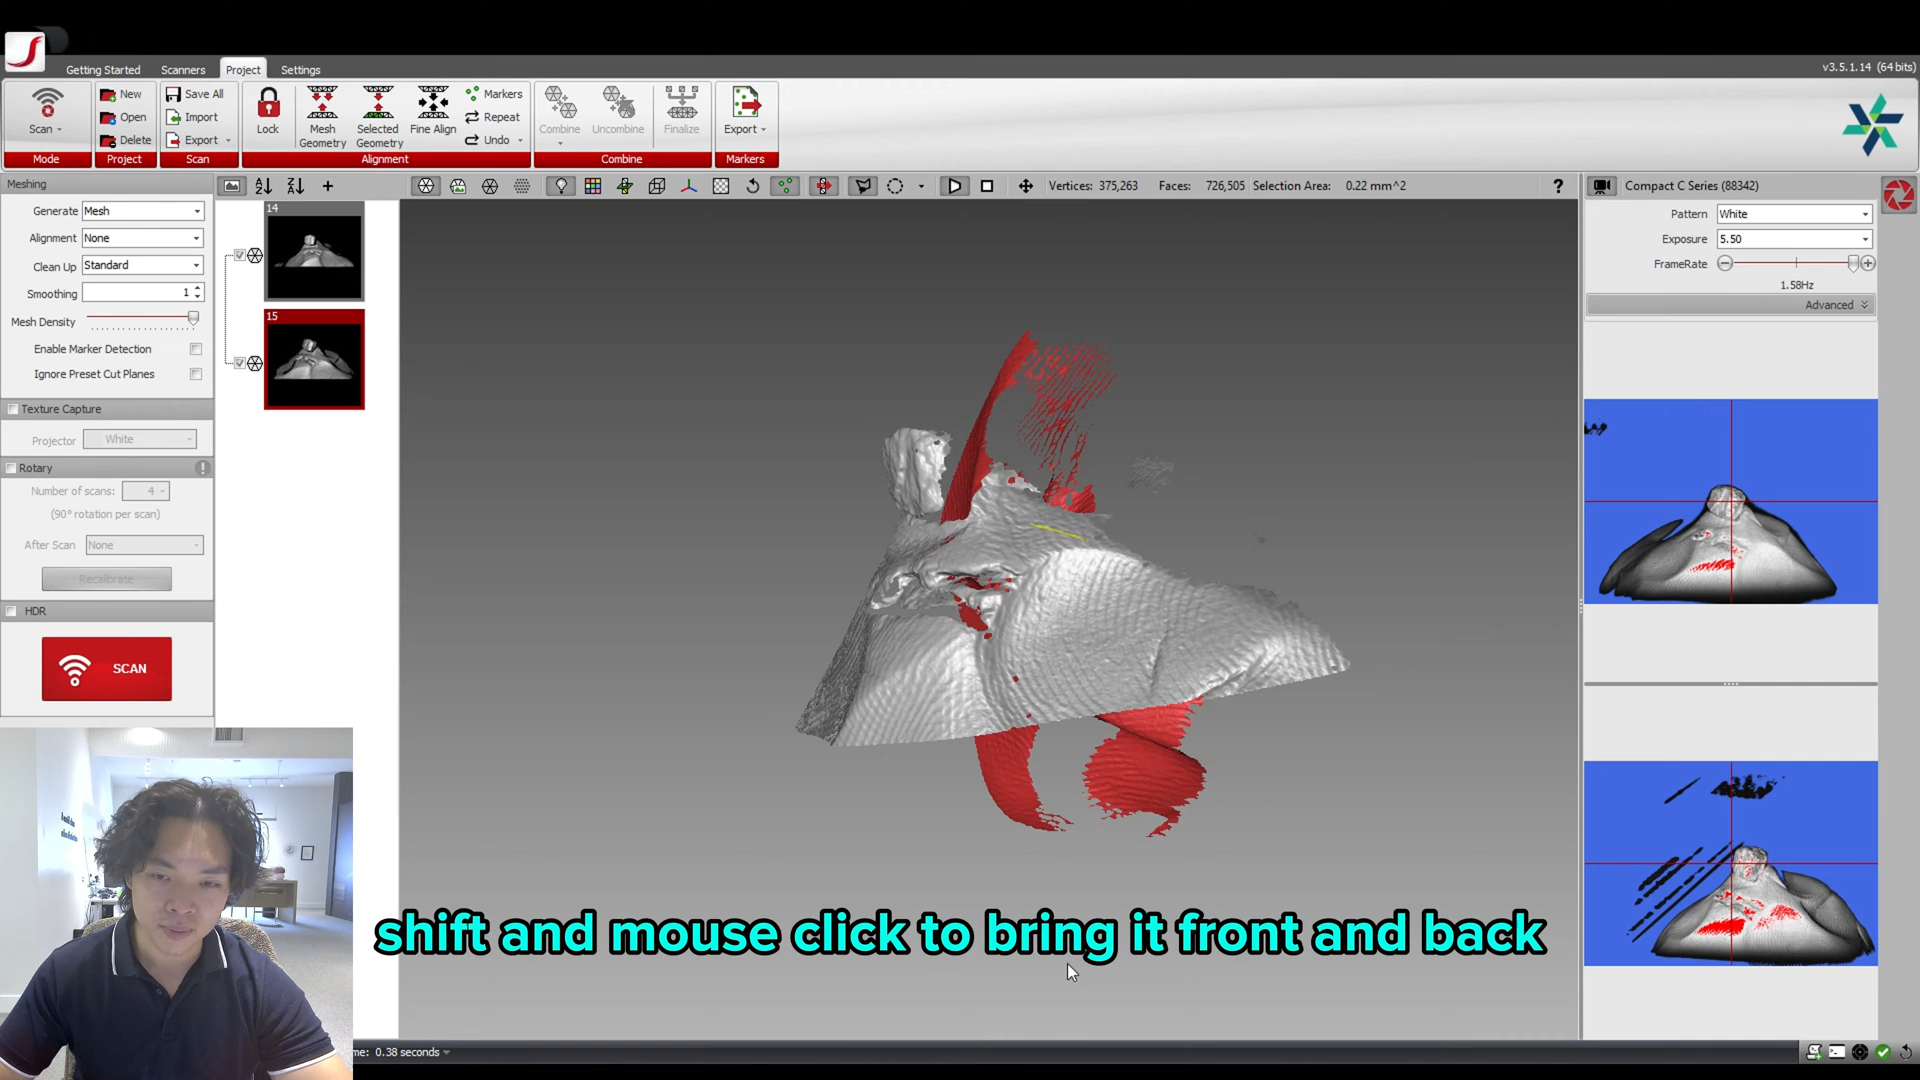 Getting Started
Scanners
Project
Settings
v3.5.1.14 (64 bits)
Scan
New
Open
Delete
Save All
Import
Export
Lock
Mesh Geometry
Selected Geometry
Fine Align
Markers
Repeat
Undo
Combine
Uncombine
Finalize
Export
Mode
Project
Scan
Alignment
Combine
Markers
Meshing
Generate Mesh
Alignment None
Clean Up Standard
Smoothing 1
Mesh Density
Enable Marker Detection
Ignore Preset Cut Planes
Texture Capture
Projector White
Rotary
Number of scans: 4
(90° rotation per scan)
After Scan None
Recalibrate
HDR
SCAN
14
15
Vertices: 375,263 Faces: 726,505 Selection Area: 0.22 mm^2
?
Compact C Series (88342)
Pattern White
Exposure 5.50
FrameRate
1.58Hz
Advanced
shift and mouse click to bring it front and back
me: 0.38 seconds